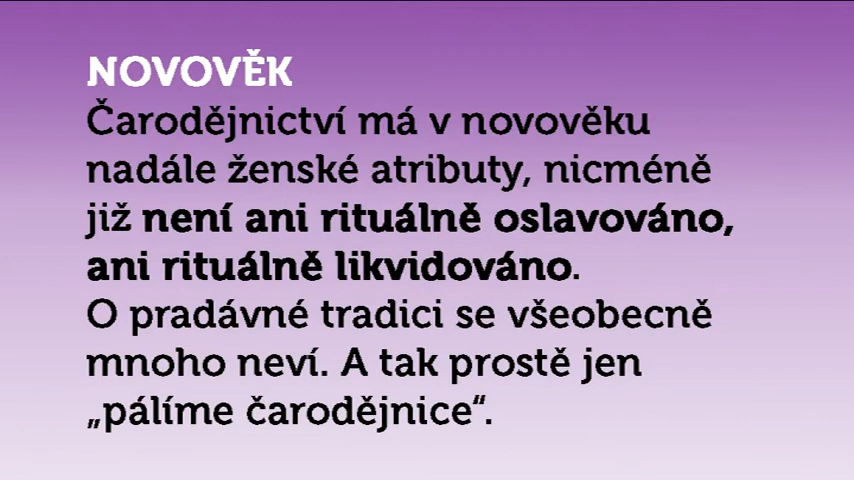 NOVOVĚK
Čarodějnictví má v novověku
nadále ženské atributy, nicméně
již není ani rituálně oslavováno,
ani rituálně likvidováno.
O pradávné tradici se všeobecně
mnoho neví. A tak prostě jen
„pálíme čarodějnice“.